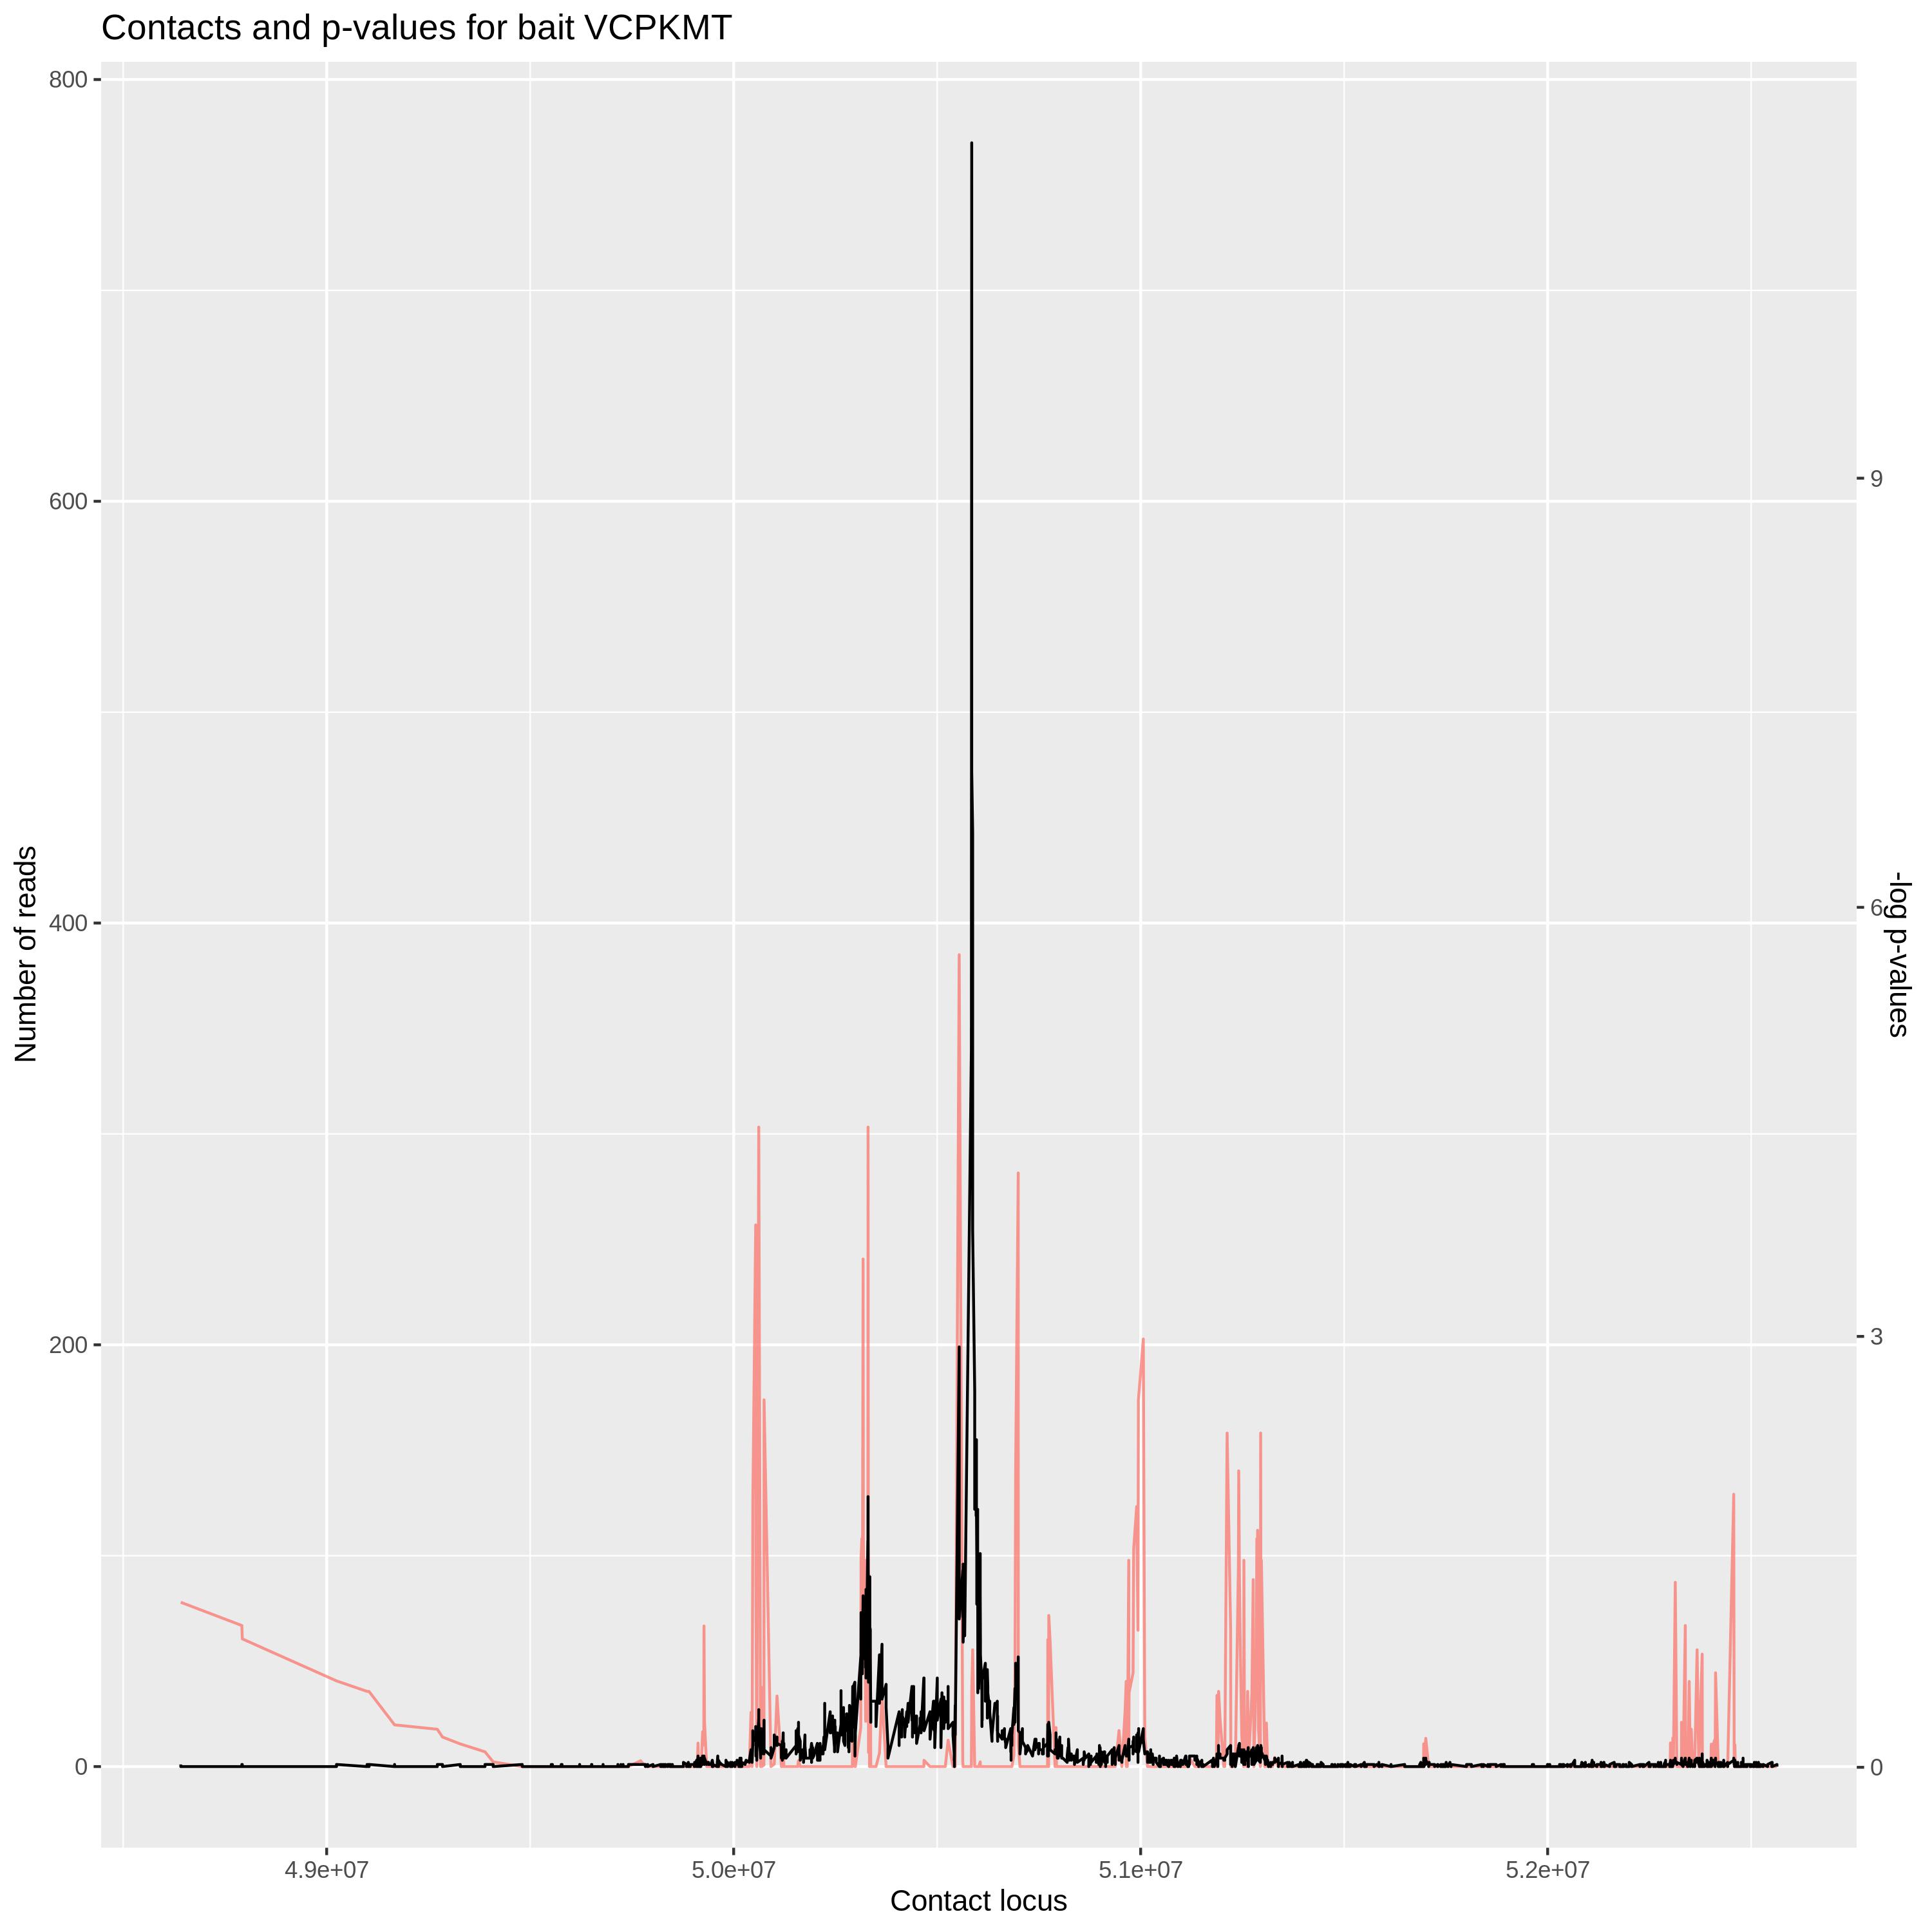 Contacts and p-values for bait VCPKMT
800
600
400
200
0
Number of reads
9
6
3
0
-log p-values
4.9e+07
5.0e+07
5.1e+07
5.2e+07
Contact locus